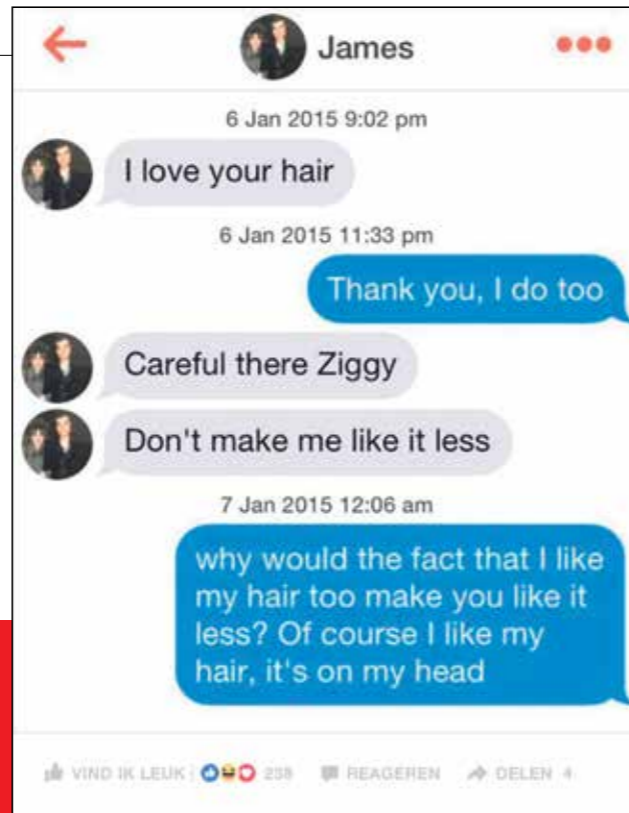 James
6 Jan 2015 9:02 pm
I love your hair
6 Jan 2015 11:33 pm
Thank you, I do too
Careful there Ziggy
Don't make me like it less
7 Jan 2015 12:06 am
why would the fact that I like
my hair too make you like it
less? Of course I like my
hair, it's on my head
VIND IK LEUK 238 REAGEREN DELEN 4